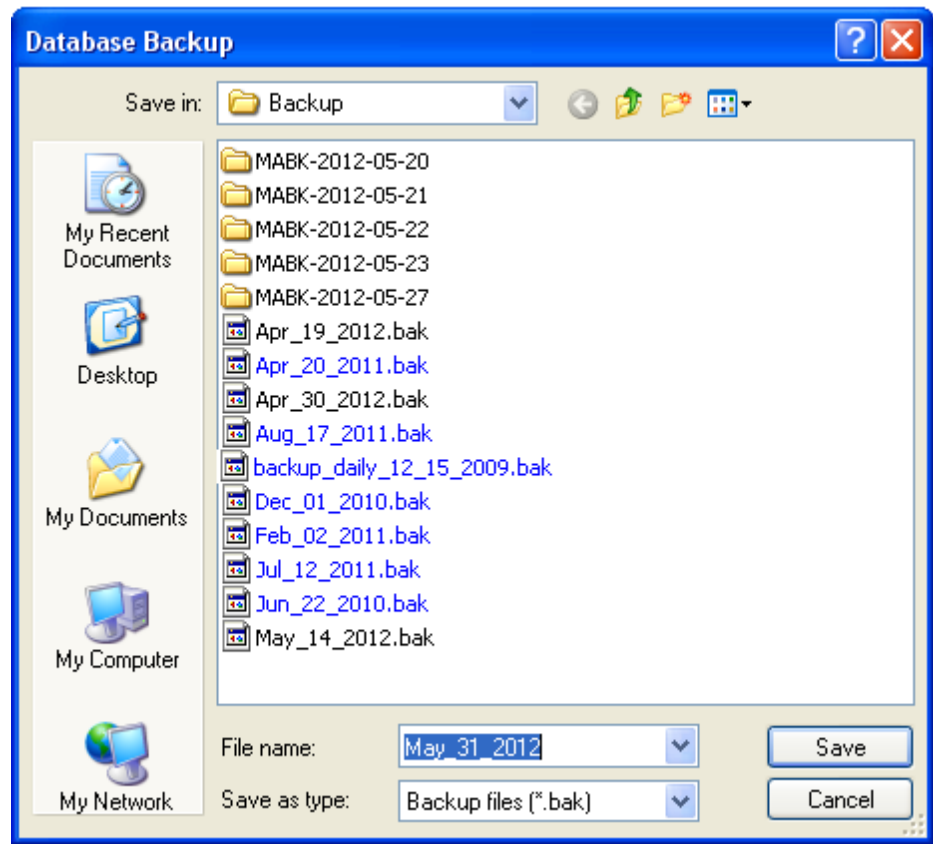 Database Backup
Save in:
Backup
My Recent
Documents
Desktop
My Documents
My Computer
My Network
MABK-2012-05-20
MABK-2012-05-21
MABK-2012-05-22
MABK-2012-05-23
MABK-2012-05-27
Apr_19_2012.bak
Apr_20_2011.bak
Apr_30_2012.bak
Aug_17_2011.bak
backup_daily_12_15_2009.bak
Dec_01_2010.bak
Feb_02_2011.bak
Jul_12_2011.bak
Jun_22_2010.bak
May_14_2012.bak
File name:
May_31_2012
Save
Save as type:
Backup files (*.bak)
Cancel